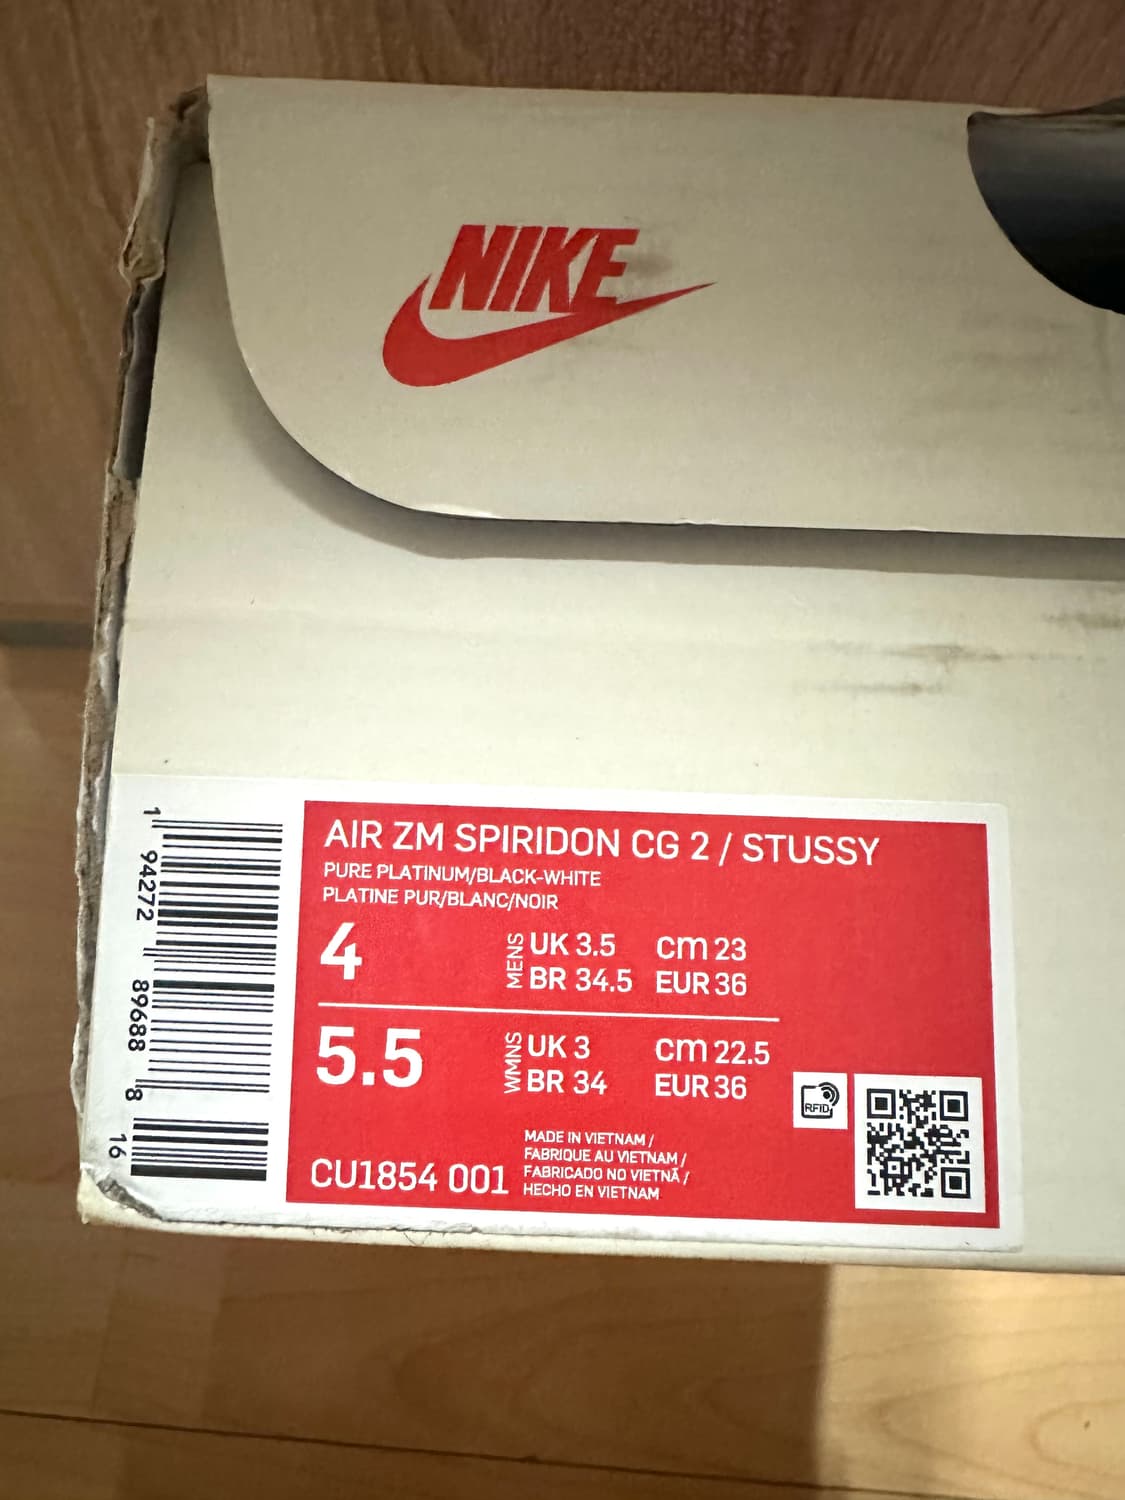 NIKE
AIR ZM SPIRIDON CG 2 / STUSSY
PURE PLATINUM/BLACK-WHITE
PLATINE PUR/BLANC/NOIR
4 MENS UK 3.5 cm 23
BR 34.5 EUR 36
5.5 WMNS UK 3 cm 22.5
BR 34 EUR 36
RFID
MADE IN VIETNAM /
FABRIQUE AU VIETNAM /
FABRICADO NO VIETNÃ /
HECHO EN VIETNAM
CU1854 001
1 94272 89688 8 16